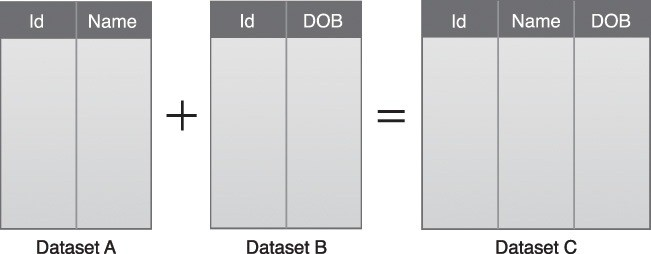 Id Name
Id DOB
Id Name DOB
+
=
Dataset A
Dataset B
Dataset C